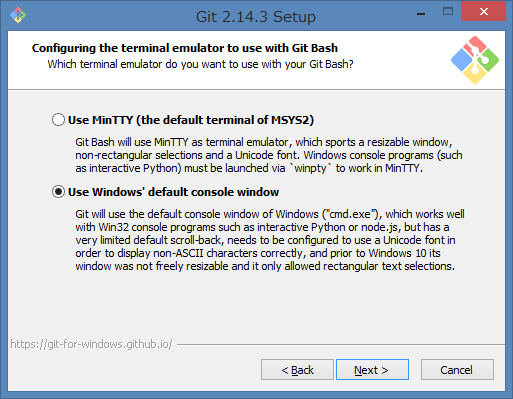 Git 2.14.3 Setup
Configuring the terminal emulator to use with Git Bash
Which terminal emulator do you want to use with your Git Bash?
Use MinTTY (the default terminal of MSYS2)
Git Bash will use MinTTY as terminal emulator, which sports a resizable window,
non-rectangular selections and a Unicode font. Windows console programs (such
as interactive Python) must be launched via `winpty` to work in MinTTY.
Use Windows' default console window
Git will use the default console window of Windows ("cmd.exe"), which works well
with Win32 console programs such as interactive Python or node.js, but has a
very limited default scroll-back, needs to be configured to use a Unicode font in
order to display non-ASCII characters correctly, and prior to Windows 10 its
window was not freely resizable and it only allowed rectangular text selections.
https://git-for-windows.github.io/
< Back
Next >
Cancel